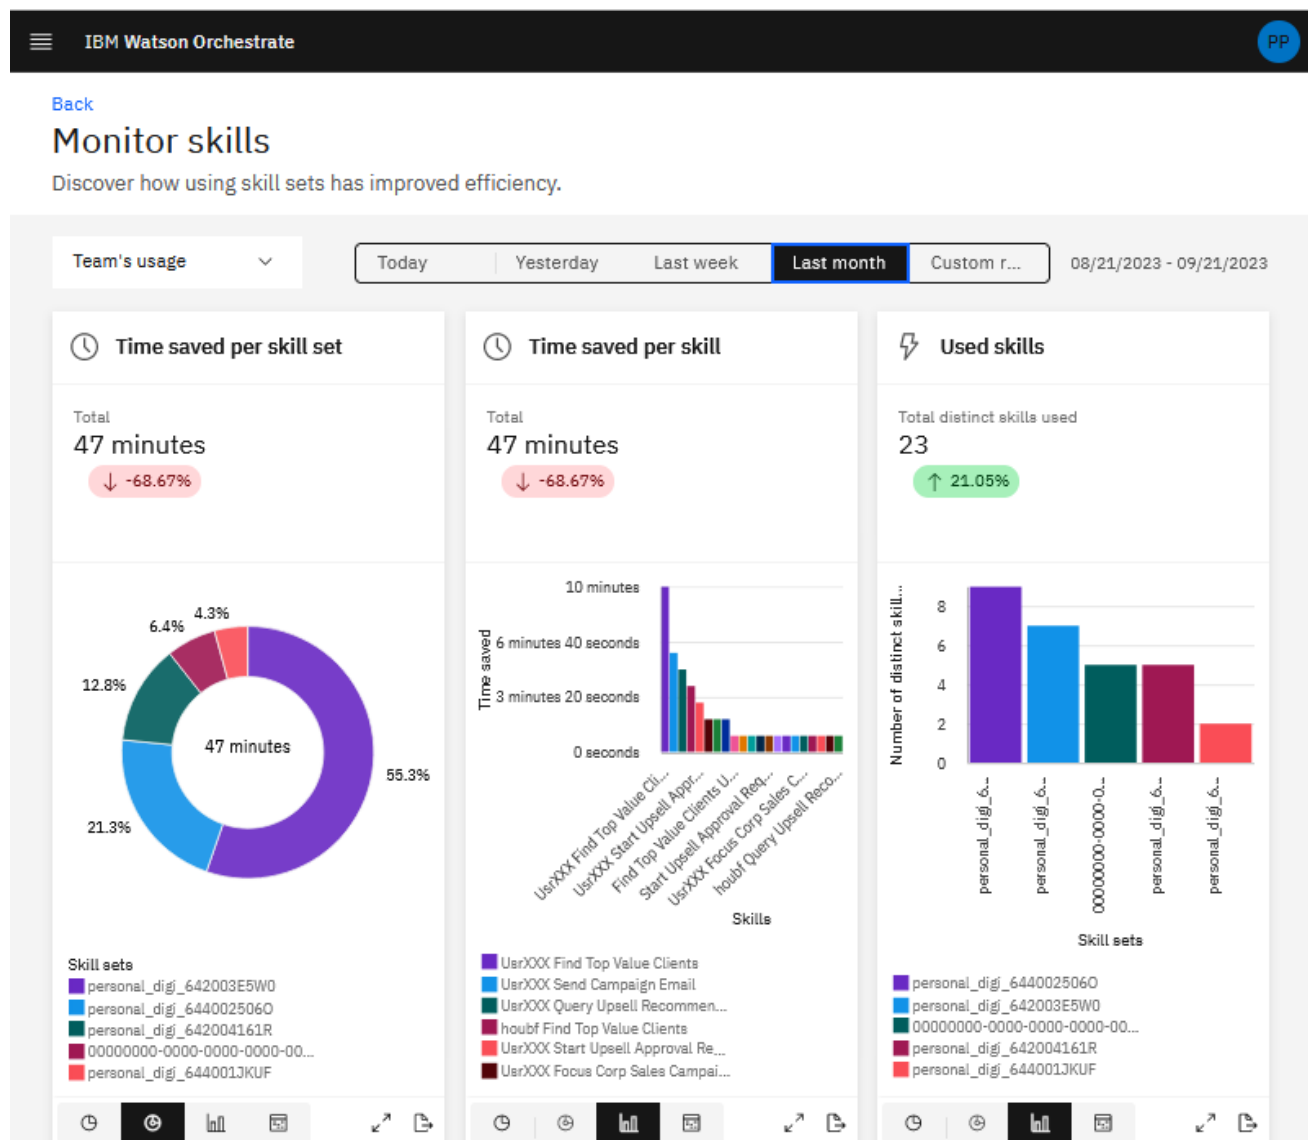 IBM Watson Orchestrate
PP
Back
Monitor skills
Discover how using skill sets has improved efficiency.
Team's usage
Today
Yesterday
Last week
Last month
Custom r...
08/21/2023 - 09/21/2023
Time saved per skill set
Total
47 minutes
↓ -68.67%
4.3%
6.4%
12.8%
47 minutes
55.3%
21.3%
Skill sets
personal_digi_642003E5W0
personal_digi_644002506O
personal_digi_642004161R
00000000-0000-0000-0000-00...
personal_digi_644001JKUF
Time saved per skill
Total
47 minutes
↓ -68.67%
Time saved
10 minutes
6 minutes 40 seconds
3 minutes 20 seconds
0 seconds
UsrXXX Find Top Value Cli...
UsrXXX Start Upsell Appr...
Find Top Value Clients U...
Start Upsell Approval Req...
UsrXXX Focus Corp Sales C...
houbf Query Upsell Reco...
Skills
UsrXXX Find Top Value Clients
UsrXXX Send Campaign Email
UsrXXX Query Upsell Recommen...
houbf Find Top Value Clients
UsrXXX Start Upsell Approval Re...
UsrXXX Focus Corp Sales Campai...
Used skills
Total distinct skills used
23
↑ 21.05%
Number of distinct skill...
8
6
4
2
0
personal_digi_6...
personal_digi_6...
00000000-0000-0...
personal_digi_6...
personal_digi_6...
Skill sets
personal_digi_644002506O
personal_digi_642003E5W0
00000000-0000-0000-0000-00...
personal_digi_642004161R
personal_digi_644001JKUF